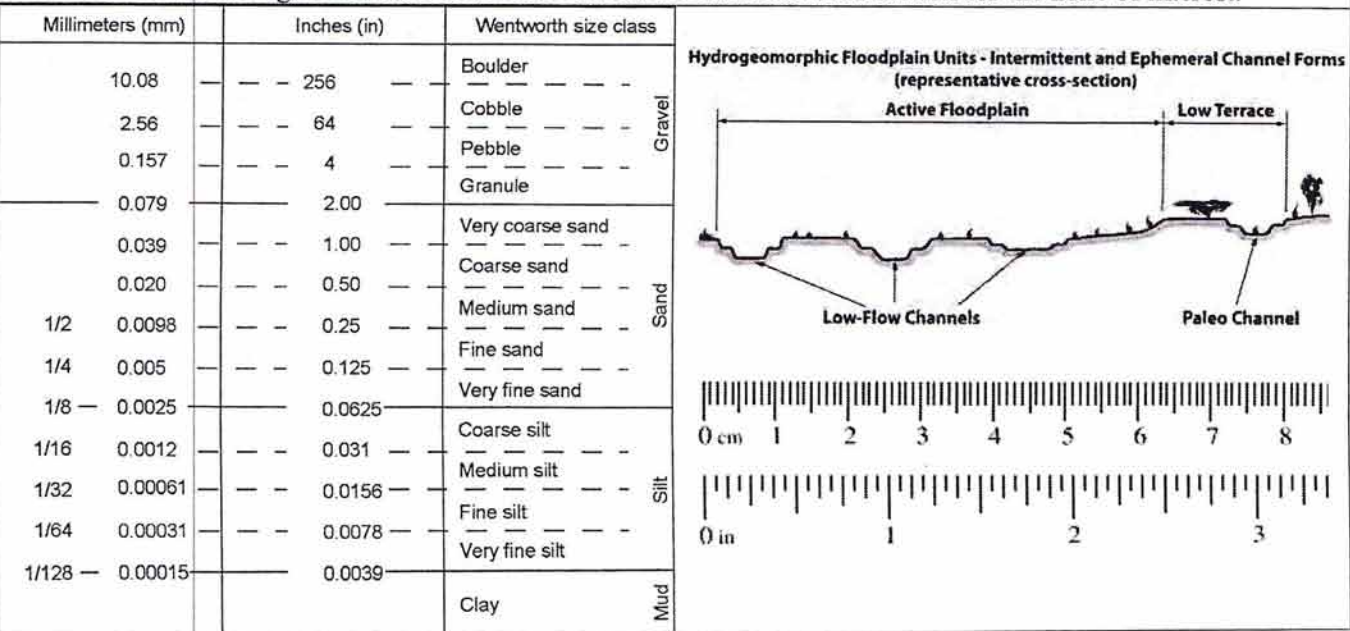 Millimeters (mm) Inches (in) Wentworth size class
10.08 256 Boulder
2.56 64 Cobble
0.157 4 Pebble
0.079 2.00 Granule
0.039 1.00 Very coarse sand
0.020 0.50 Coarse sand
1/2 0.0098 0.25 Medium sand
1/4 0.005 0.125 Fine sand
1/8 0.0025 0.0625 Very fine sand
1/16 0.0012 0.031 Coarse silt
1/32 0.00061 0.0156 Medium silt
1/64 0.00031 0.0078 Fine silt
1/128 0.00015 0.0039 Very fine silt
Clay
Gravel
Sand
Silt
Mud
Hydrogeomorphic Floodplain Units - Intermittent and Ephemeral Channel Forms
(representative cross-section)
Active Floodplain Low Terrace
Low-Flow Channels Paleo Channel
0 cm 1 2 3 4 5 6 7 8
0 in 1 2 3